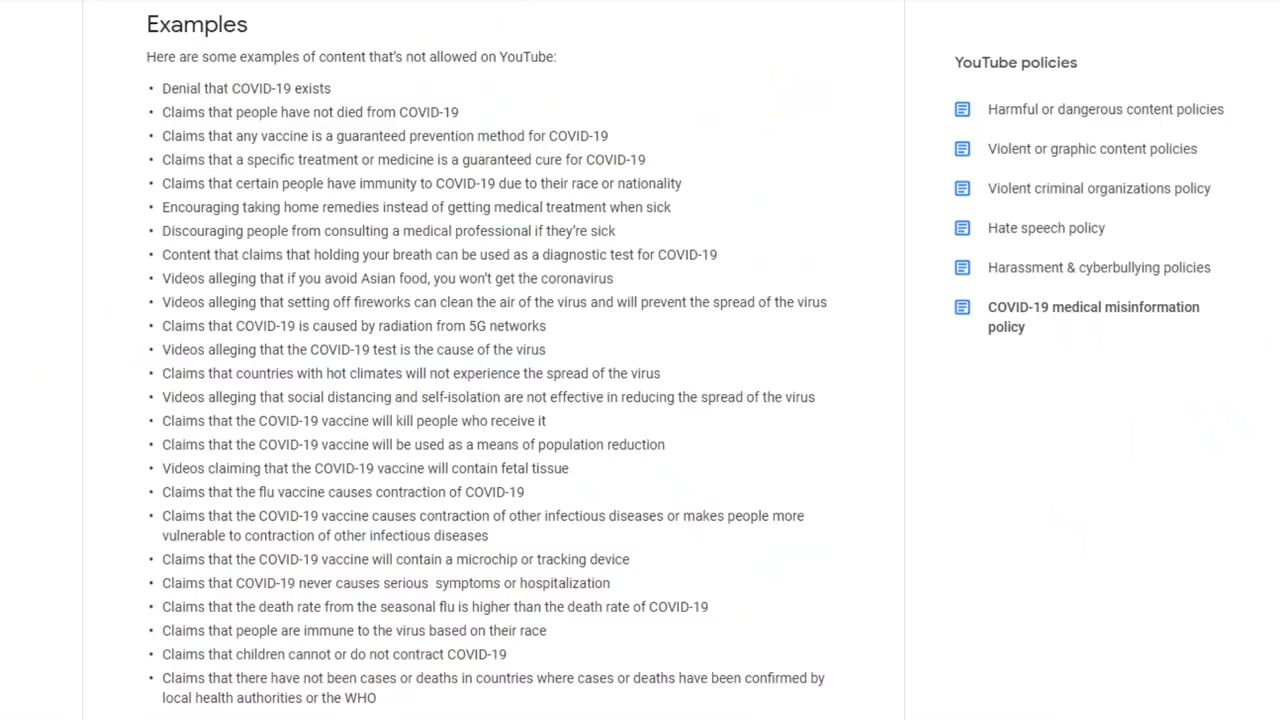 Examples
Here are some examples of content that's not allowed on YouTube:
• Denial that COVID-19 exists
• Claims that people have not died from COVID-19
• Claims that any vaccine is a guaranteed prevention method for COVID-19
• Claims that a specific treatment or medicine is a guaranteed cure for COVID-19
• Claims that certain people have immunity to COVID-19 due to their race or nationality
• Encouraging taking home remedies instead of getting medical treatment when sick
• Discouraging people from consulting a medical professional if they're sick
• Content that claims that holding your breath can be used as a diagnostic test for COVID-19
• Videos alleging that if you avoid Asian food, you won't get the coronavirus
• Videos alleging that setting off fireworks can clean the air of the virus and will prevent the spread of the virus
• Claims that COVID-19 is caused by radiation from 5G networks
• Videos alleging that the COVID-19 test is the cause of the virus
• Claims that countries with hot climates will not experience the spread of the virus
• Videos alleging that social distancing and self-isolation are not effective in reducing the spread of the virus
• Claims that the COVID-19 vaccine will kill people who receive it
• Claims that the COVID-19 vaccine will be used as a means of population reduction
• Videos claiming that the COVID-19 vaccine will contain fetal tissue
• Claims that the flu vaccine causes contraction of COVID-19
• Claims that the COVID-19 vaccine causes contraction of other infectious diseases or makes people more
vulnerable to contraction of other infectious diseases
• Claims that the COVID-19 vaccine will contain a microchip or tracking device
• Claims that COVID-19 never causes serious symptoms or hospitalization
• Claims that the death rate from the seasonal flu is higher than the death rate of COVID-19
• Claims that people are immune to the virus based on their race
• Claims that children cannot or do not contract COVID-19
• Claims that there have not been cases or deaths in countries where cases or deaths have been confirmed by
local health authorities or the WHO
YouTube policies
Harmful or dangerous content policies
Violent or graphic content policies
Violent criminal organizations policy
Hate speech policy
Harassment & cyberbullying policies
COVID-19 medical misinformation
policy